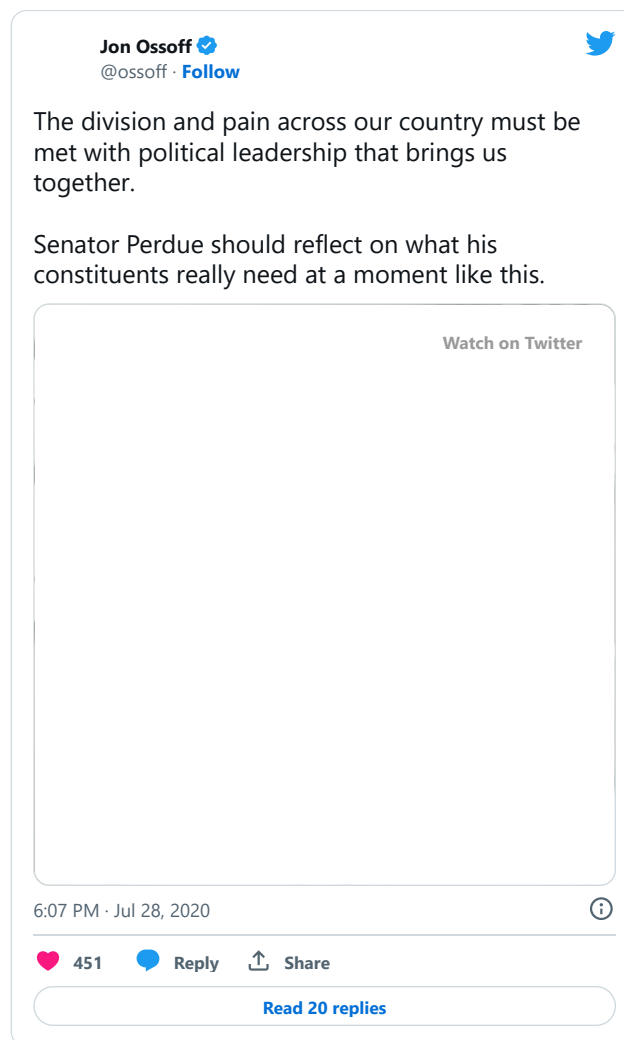 Jon Ossoff
@ossoff · Follow
The division and pain across our country must be
met with political leadership that brings us
together.
Senator Perdue should reflect on what his
constituents really need at a moment like this.
Watch on Twitter
6:07 PM · Jul 28, 2020
451 Reply Share
Read 20 replies